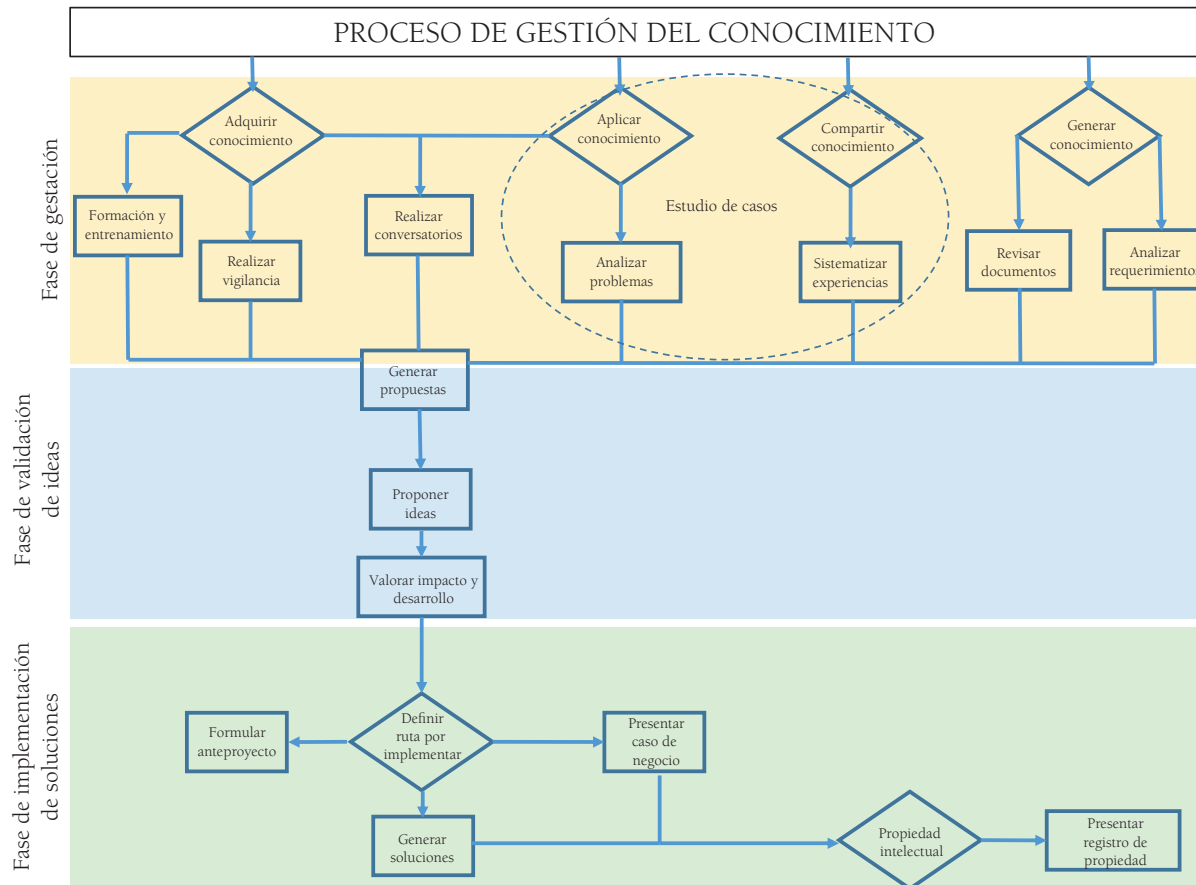 PROCESO DE GESTIÓN DEL CONOCIMIENTO
Fase de gestación
Adquirir
conocimiento
Aplicar
conocimiento
Compartir
conocimiento
Generar
conocimiento
Estudio de casos
Formación y
entrenamiento
Realizar
vigilancia
Realizar
conversatorios
Analizar
problemas
Sistematizar
experiencias
Revisar
documentos
Analizar
requerimientos
Fase de validación
de ideas
Generar
propuestas
Proponer
ideas
Valorar impacto y
desarrollo
Fase de implementación
de soluciones
Formular
anteproyecto
Definir
ruta por
implementar
Presentar
caso de
negocio
Generar
soluciones
Propiedad
intelectual
Presentar
registro de
propiedad